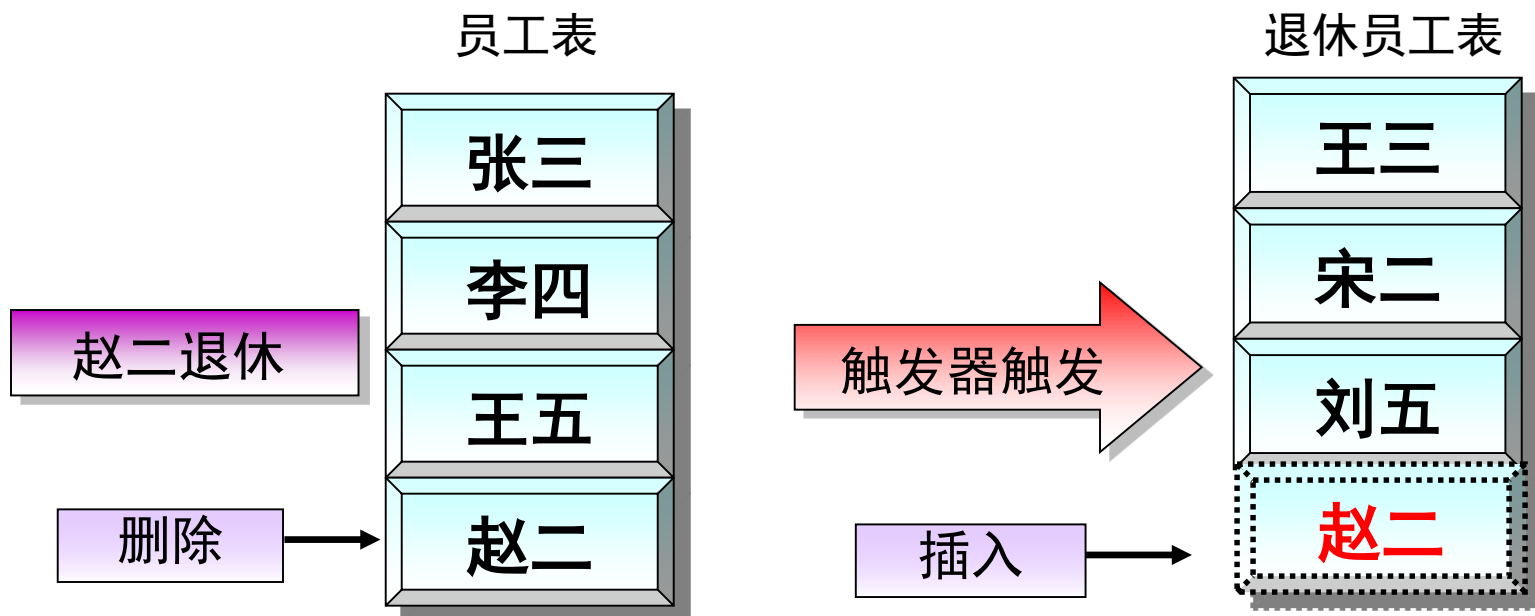 员工表
张三
李四
王五
赵二
赵二退休
删除
触发器触发
插入
退休员工表
王三
宋二
刘五
赵二